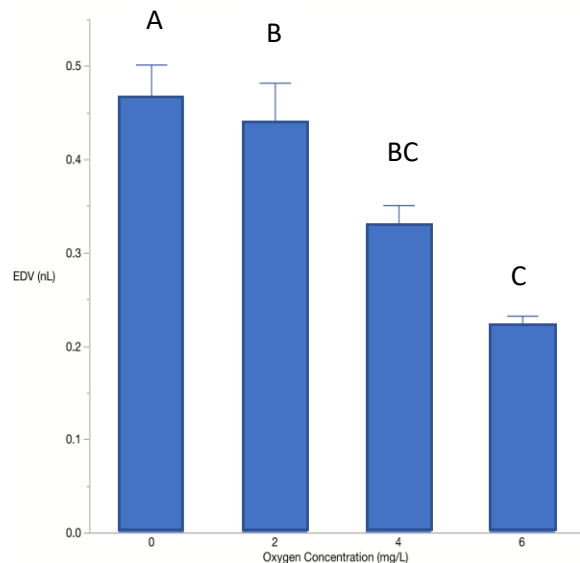 A
B
BC
C
0.5
0.4
0.3
0.2
0.1
0.0
EDV (nL)
0 2 4 6
Oxygen Concentration (mg/L)